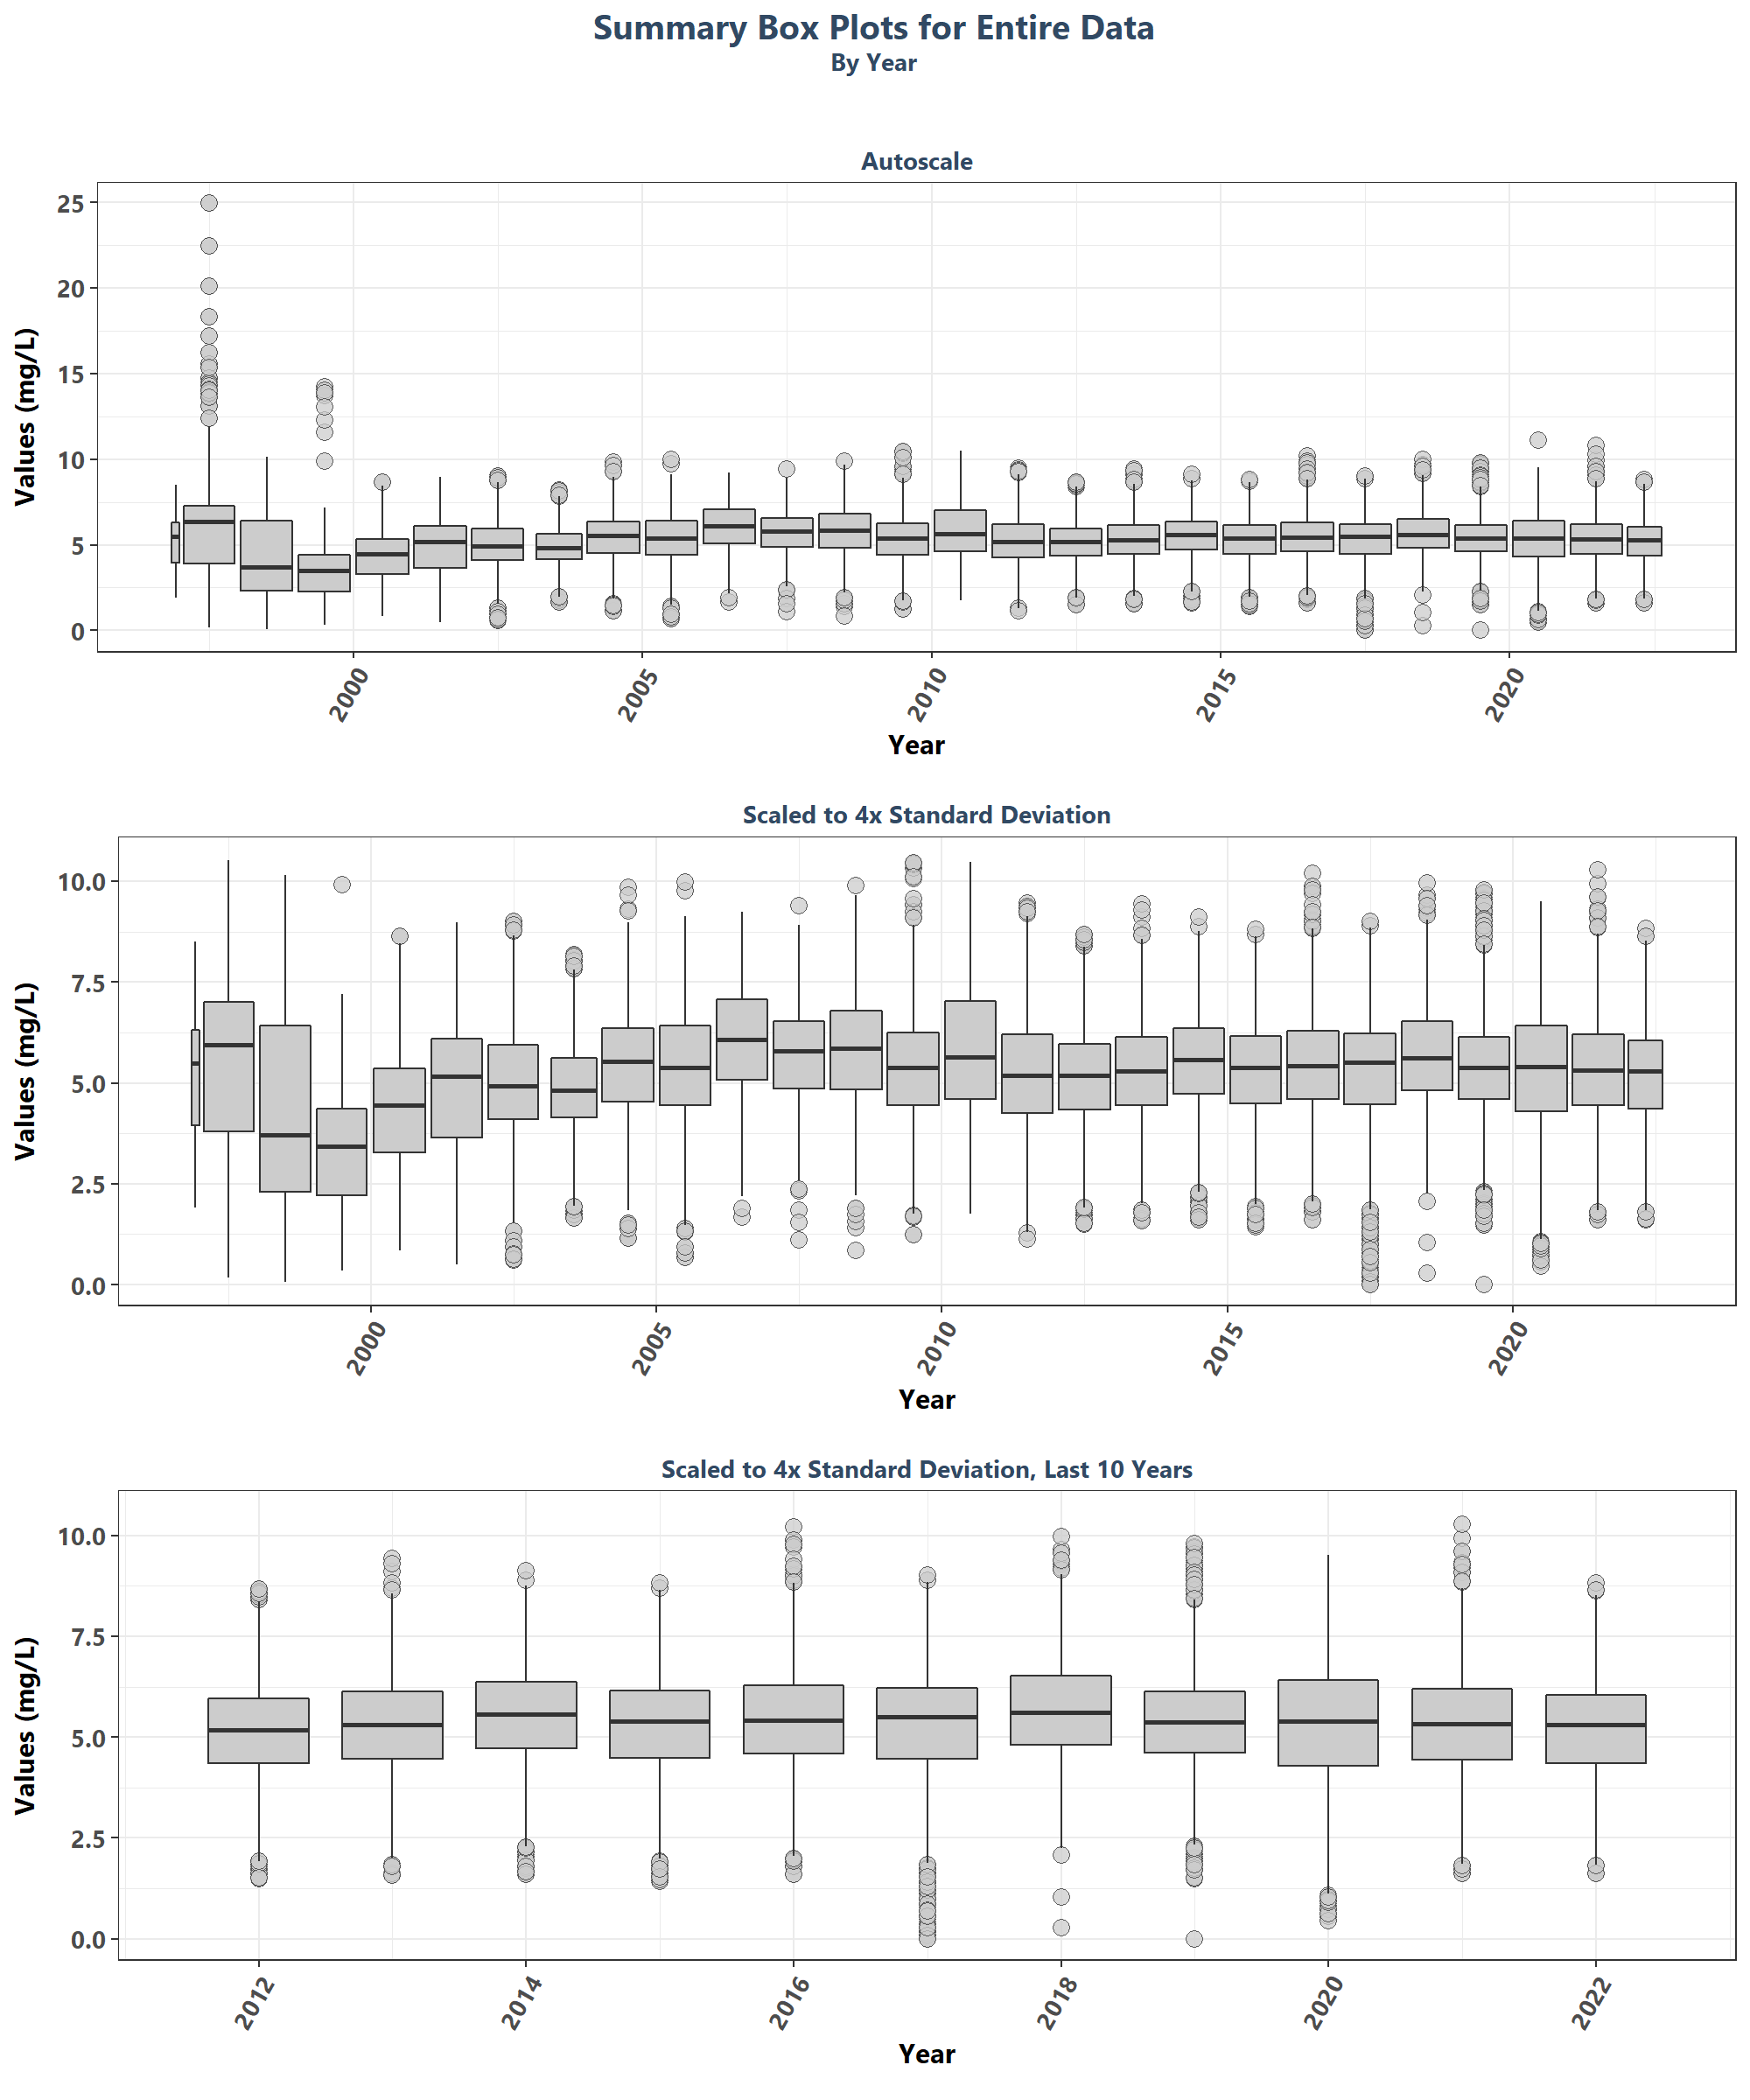 Summary Box Plots for Entire Data
By Year
Autoscale
Values (mg/L)
25
20
15
10
5
0
2000
2005
2010
2015
2020
Year
Scaled to 4x Standard Deviation
Values (mg/L)
10.0
7.5
5.0
2.5
0.0
2000
2005
2010
2015
2020
Year
Scaled to 4x Standard Deviation, Last 10 Years
Values (mg/L)
10.0
7.5
5.0
2.5
0.0
2012
2014
2016
2018
2020
2022
Year